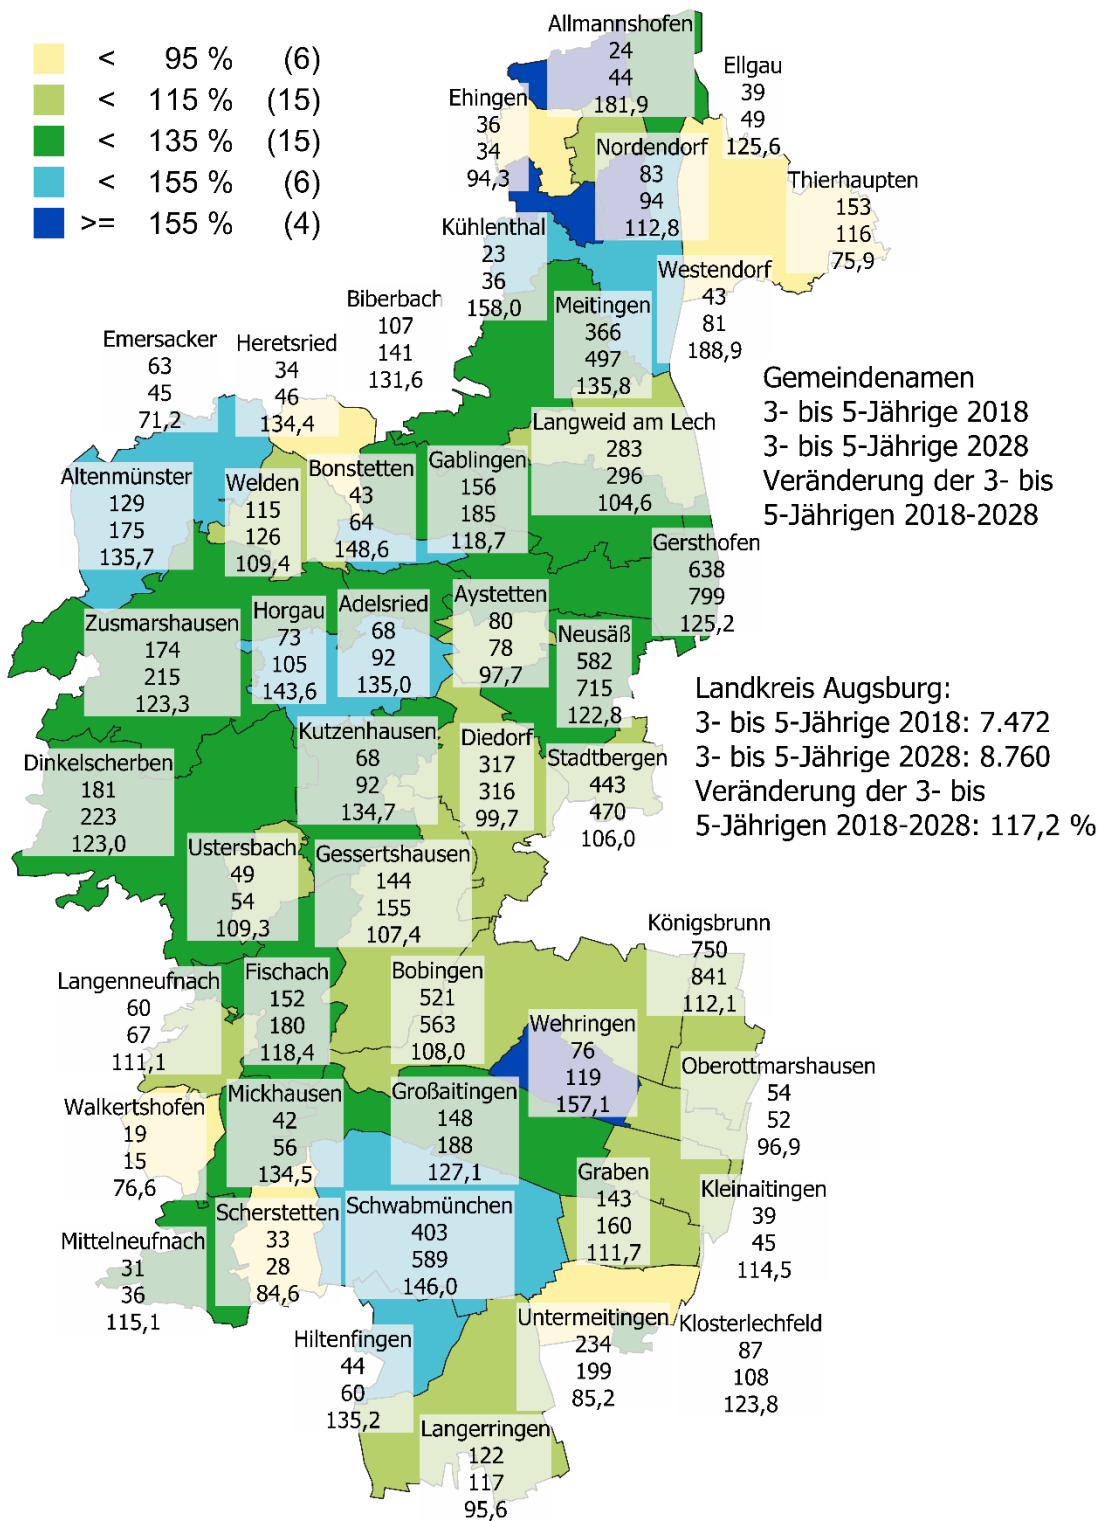 < 95 % (6)
< 115 % (15)
< 135 % (15)
< 155 % (6)
>= 155 % (4)
Allmannshofen
24
44
181,9
Ellgau
39
49
125,6
Ehingen
36
34
94,3
Nordendorf
83
94
112,8
Thierhaupten
153
116
75,9
Kühlenthal
23
36
158,0
Westendorf
43
81
188,9
Biberbach
107
141
131,6
Meitingen
366
497
135,8
Emersacker
63
45
71,2
Heretsried
34
46
134,4
Gemeindenamen
3- bis 5-Jährige 2018
3- bis 5-Jährige 2028
Veränderung der 3- bis
5-Jährigen 2018-2028
Langweid am Lech
283
296
104,6
Altenmünster
129
175
135,7
Welden
115
126
109,4
Bonstetten
43
64
148,6
Gablingen
156
185
118,7
Gersthofen
638
799
125,2
Zusmarshausen
174
215
123,3
Horgau
73
105
143,6
Adelsried
68
92
135,0
Aystetten
80
78
97,7
Neusäß
582
715
122,8
Landkreis Augsburg:
3- bis 5-Jährige 2018: 7.472
3- bis 5-Jährige 2028: 8.760
Veränderung der 3- bis
5-Jährigen 2018-2028: 117,2 %
Dinkelscherben
181
223
123,0
Kutzenhausen
68
92
134,7
Diedorf
317
316
99,7
Stadtbergen
443
470
106,0
Ustersbach
49
54
109,3
Gessertshausen
144
155
107,4
Königsbrunn
750
841
112,1
Langenneufnach
60
67
111,1
Fischach
152
180
118,4
Bobingen
521
563
108,0
Wehringen
76
119
157,1
Oberottmarshausen
54
52
96,9
Walkertshofen
19
15
76,6
Mickhausen
42
56
134,5
Großaitingen
148
188
127,1
Graben
143
160
111,7
Kleinaitingen
39
45
114,5
Mittelneufnach
31
36
115,1
Scherstetten
33
28
84,6
Schwabmünchen
403
589
146,0
Untermeitingen
234
199
85,2
Klosterlechfeld
87
108
123,8
Hiltenfingen
44
60
135,2
Langerringen
122
117
95,6